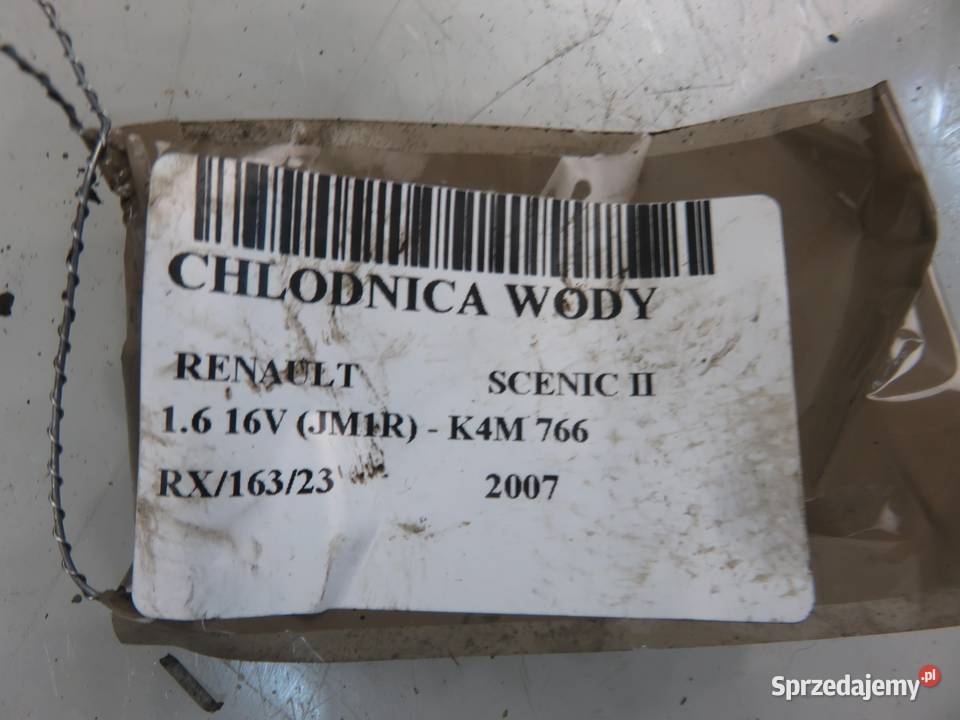 CHLODNICA WODY
RENAULT SCENIC II
1.6 16V (JM1R) - K4M 766
RX/163/23 2007
Sprzedajemy.pl